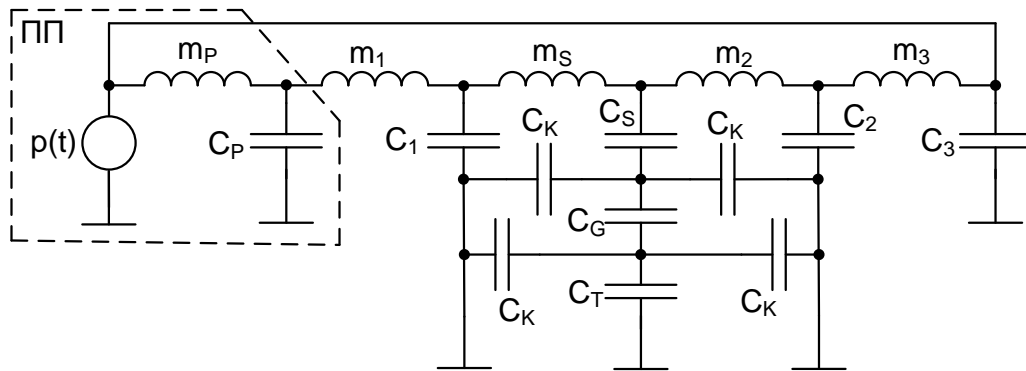 ПП
m_P m_1 m_S m_2 m_3
p(t) C_P C_1 C_K C_S C_K C_2 C_3
C_G
C_K C_T C_K